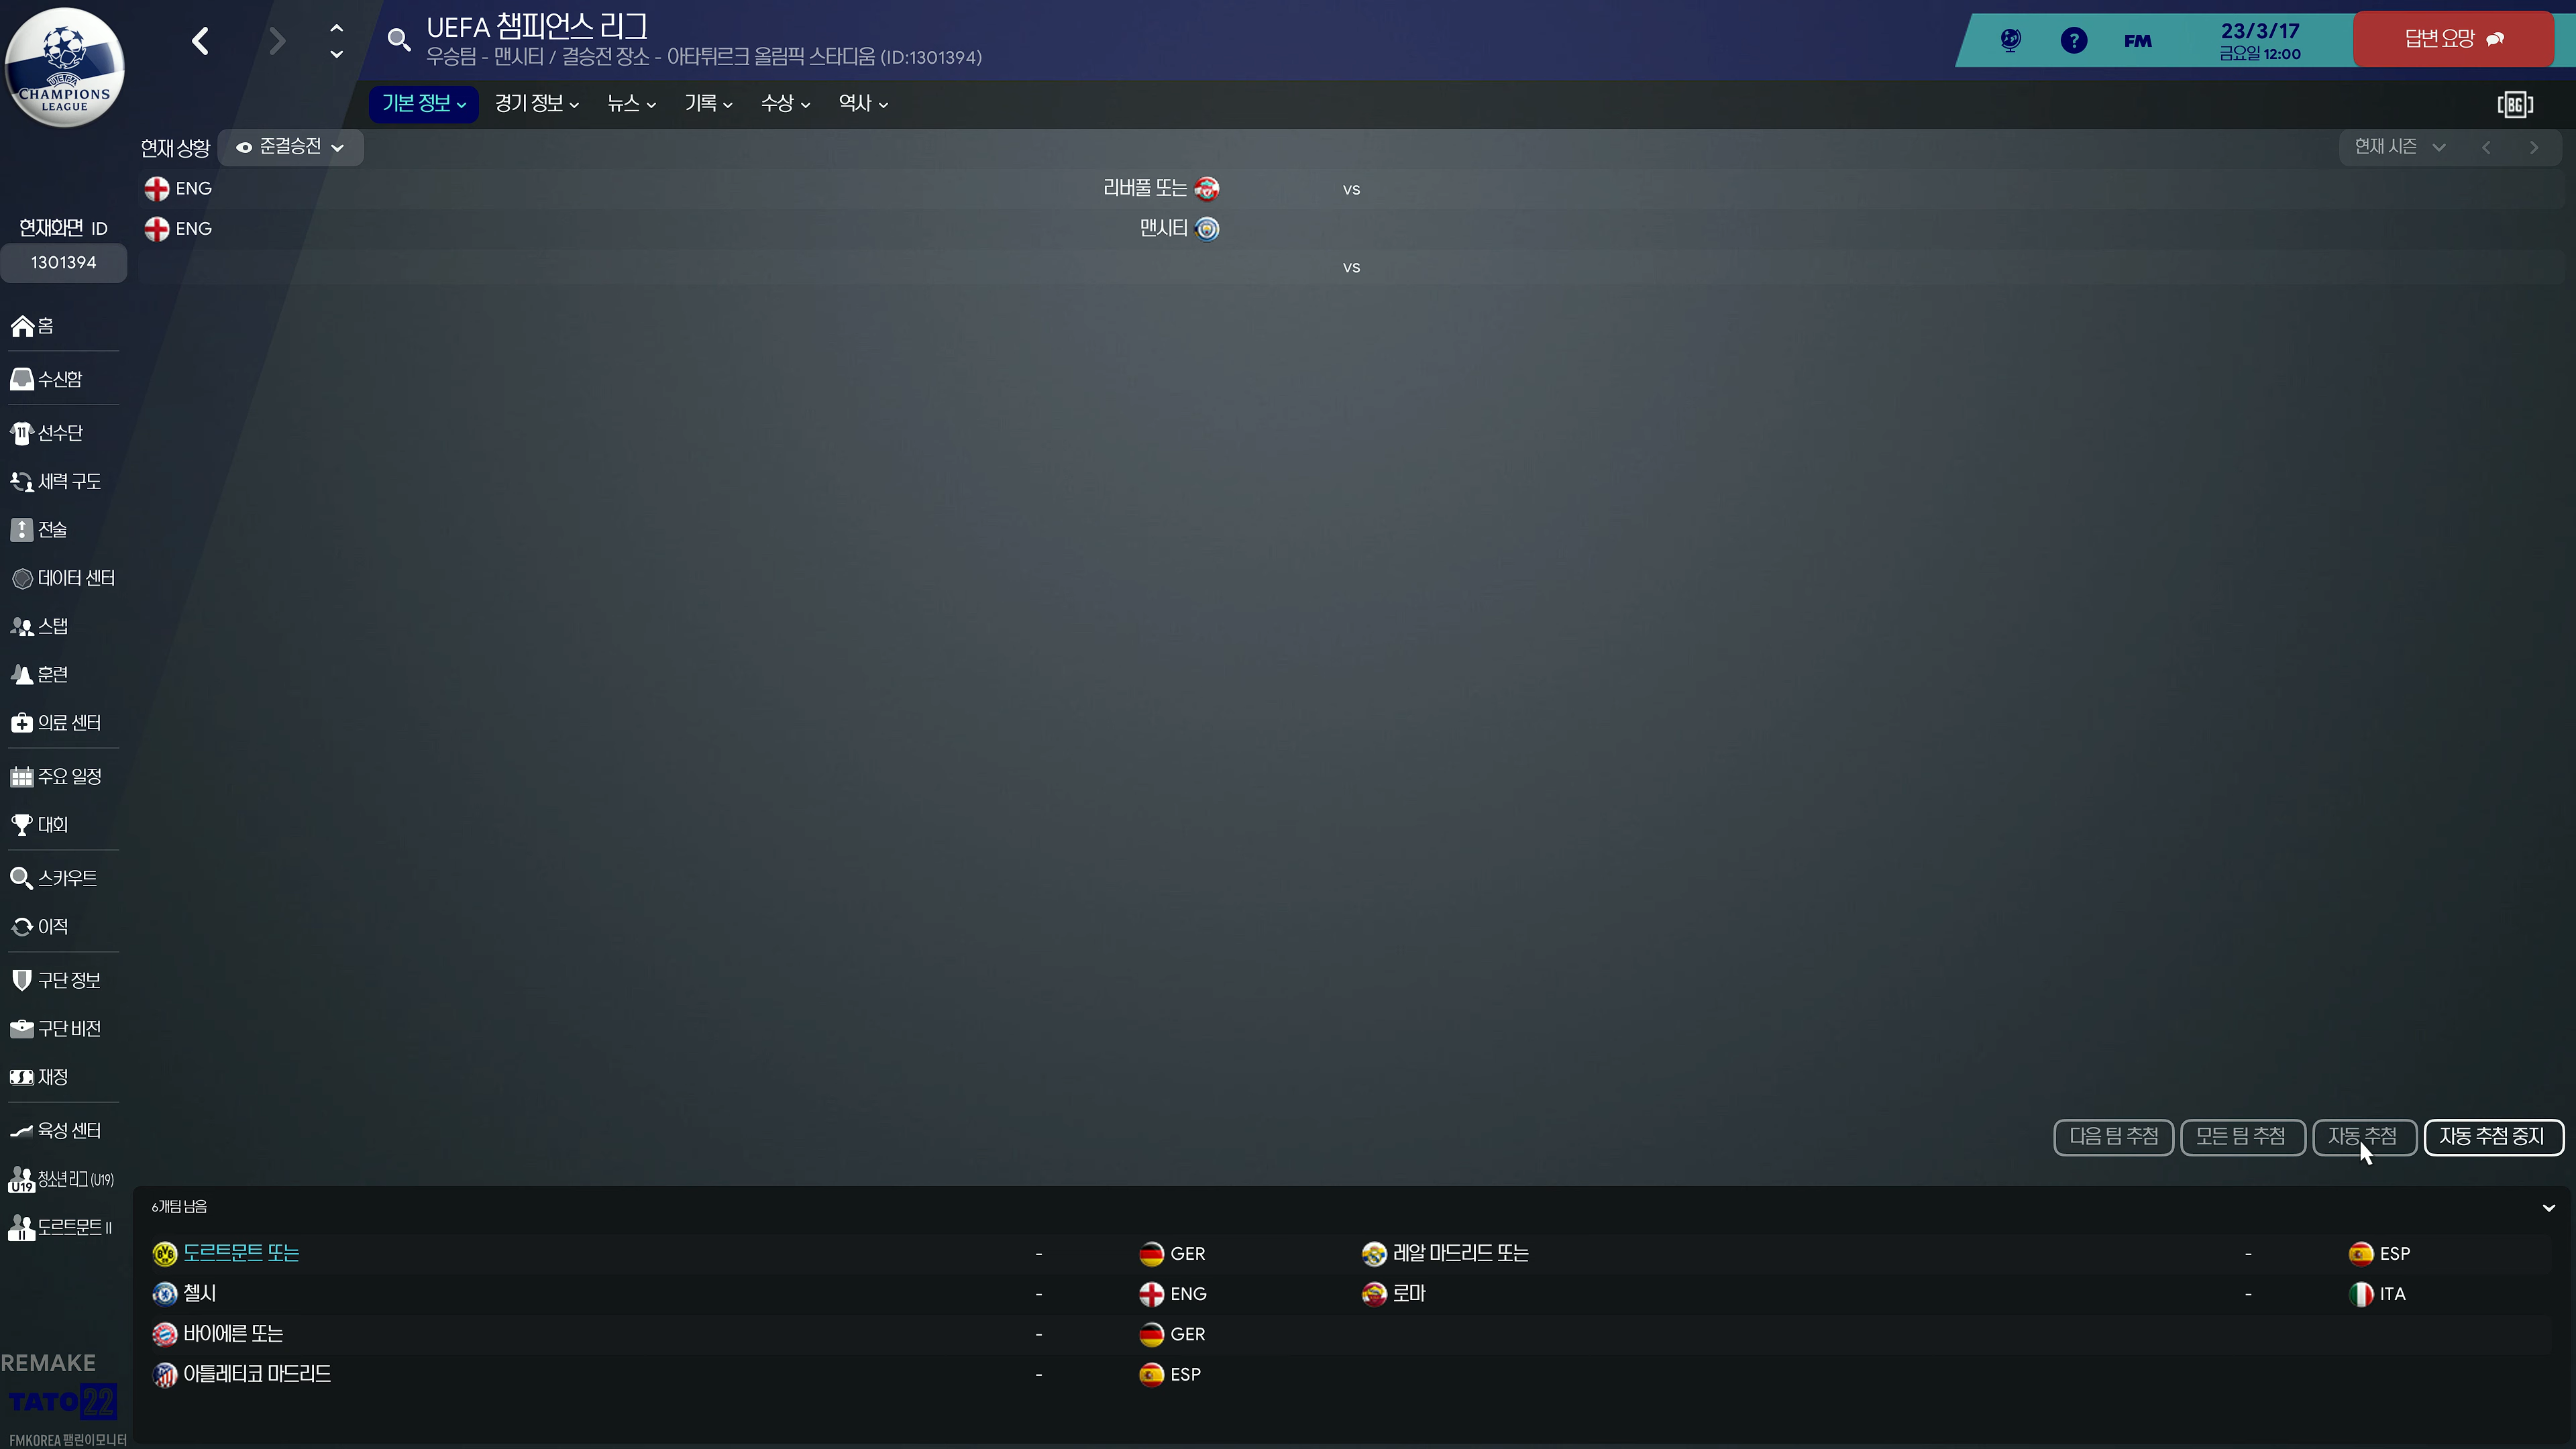 UEFA 챔피언스 리그
우승팀 - 맨시티 / 결승전 장소 - 아타튀르크 올림픽 스타디움 (ID:1301394)
FM
23/3/17
금요일 12:00
답변 요망
CHAMPIONS
LEAGUE
기본 정보
경기 정보
뉴스
기록
수상
역사
BG
현재 상황
준결승전
현재 시즌
ENG
리버풀 또는
vs
ENG
맨시티
vs
현재화면 ID
1301394
홈
수신함
선수단
세력 구도
전술
데이터 센터
스탭
훈련
의료 센터
주요 일정
대회
스카우트
이적
구단 정보
구단 비전
재정
육성 센터
U19 청소년 리그 (U19)
도르트문트 II
REMAKE
TATO22
FMKOREA 팸린이모니터
다음 팀 추첨
모든 팀 추첨
자동 추첨
자동 추첨 중지
6개팀 남음
도르트문트 또는 - GER
레알 마드리드 또는 - ESP
첼시 - ENG
로마 - ITA
바이에른 또는 - GER
아틀레티코 마드리드 - ESP